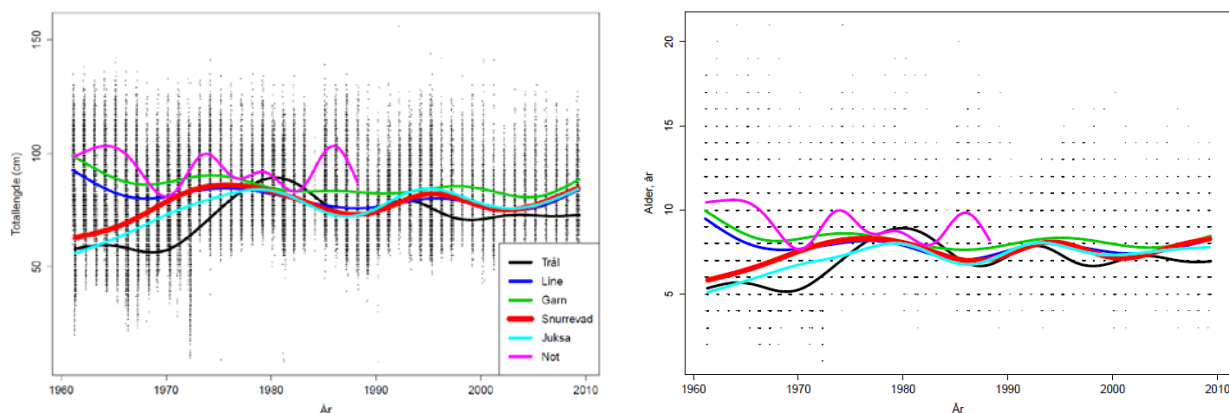 Totallengde (cm)
150
100
50
1960 1970 1980 1990 2000 2010
År
Trål
Line
Garn
Snurrevad
Juksa
Not
Alder, år
20
15
10
5
1960 1970 1980 1990 2000 2010
År